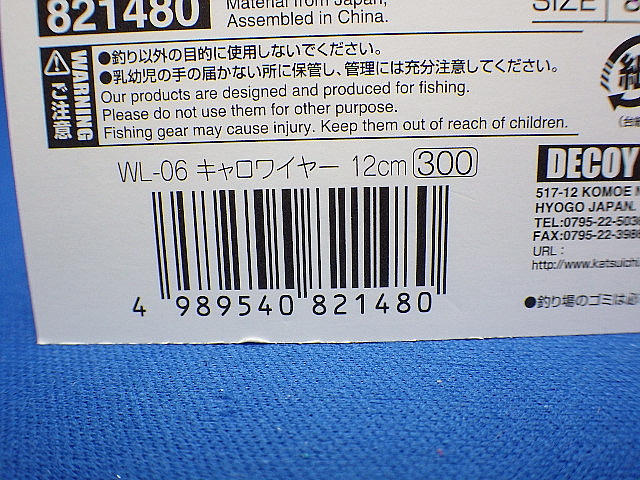 821480
Material from Japan,
Assembled in China.
SIZE
ご注意
WARNING
●釣り以外の目的に使用しないでください。
●乳幼児の手の届かない所に保管し、管理には充分注意してください。
Our products are designed and produced for fishing.
Please do not use them for other purpose.
Fishing gear may cause injury. Keep them out of reach of children.
紙
WL-06 キャロワイヤー 12cm 300
4 989540 821480
DECOY
517-12 KOMOE
HYOGO JAPAN.
TEL:0795-22-503
FAX:0795-22-398
URL:
http://www.katsuichi.
●釣り場のゴミは必